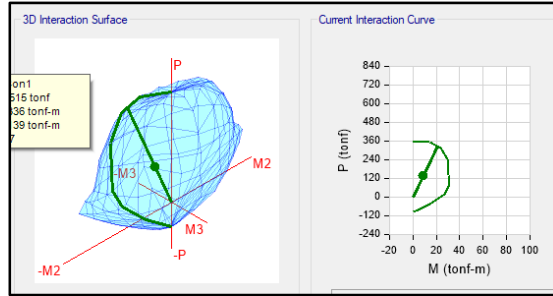 3D Interaction Surface
on1
515 tonf
336 tonf-m
39 tonf-m
7
P
M2
-M3
M3
-M2
-P
Current Interaction Curve
P (tonf)
840
720
600
480
360
240
120
0
-120
-240
-20 0 20 40 60 80 100
M (tonf-m)